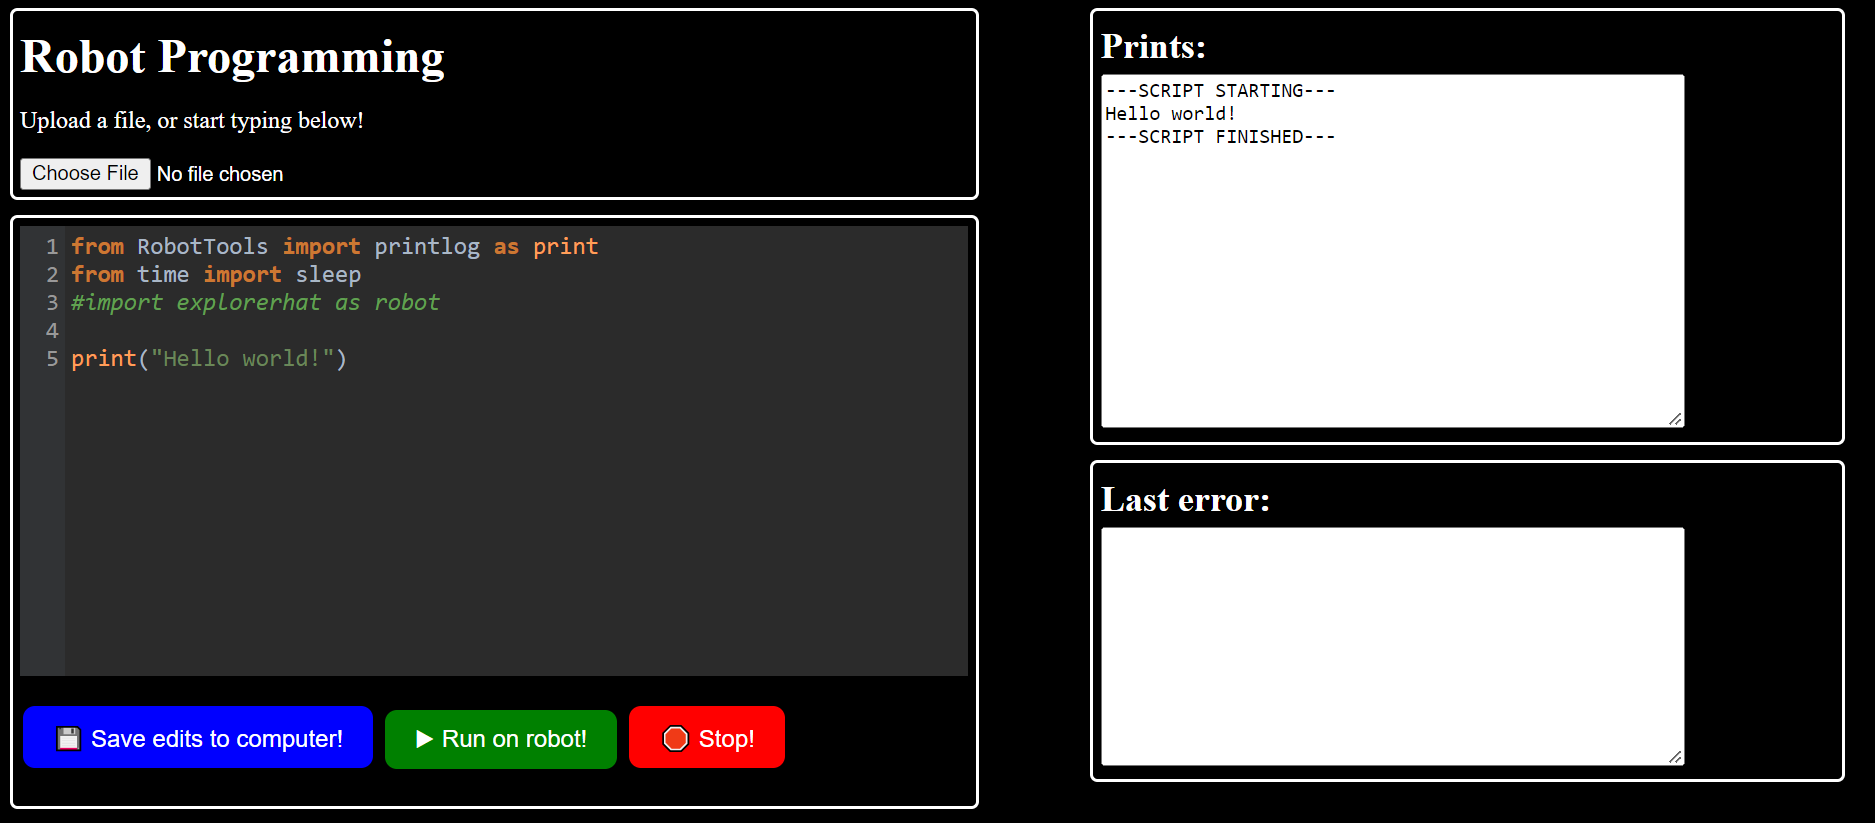 Robot Programming
Upload a file, or start typing below!
Choose File No file chosen
1 from RobotTools import printlog as print
2 from time import sleep
3 #import explorerhat as robot
4
5 print("Hello world!")
💾 Save edits to computer!
▶ Run on robot!
🛑 Stop!
Prints:
---SCRIPT STARTING---
Hello world!
---SCRIPT FINISHED---
Last error: